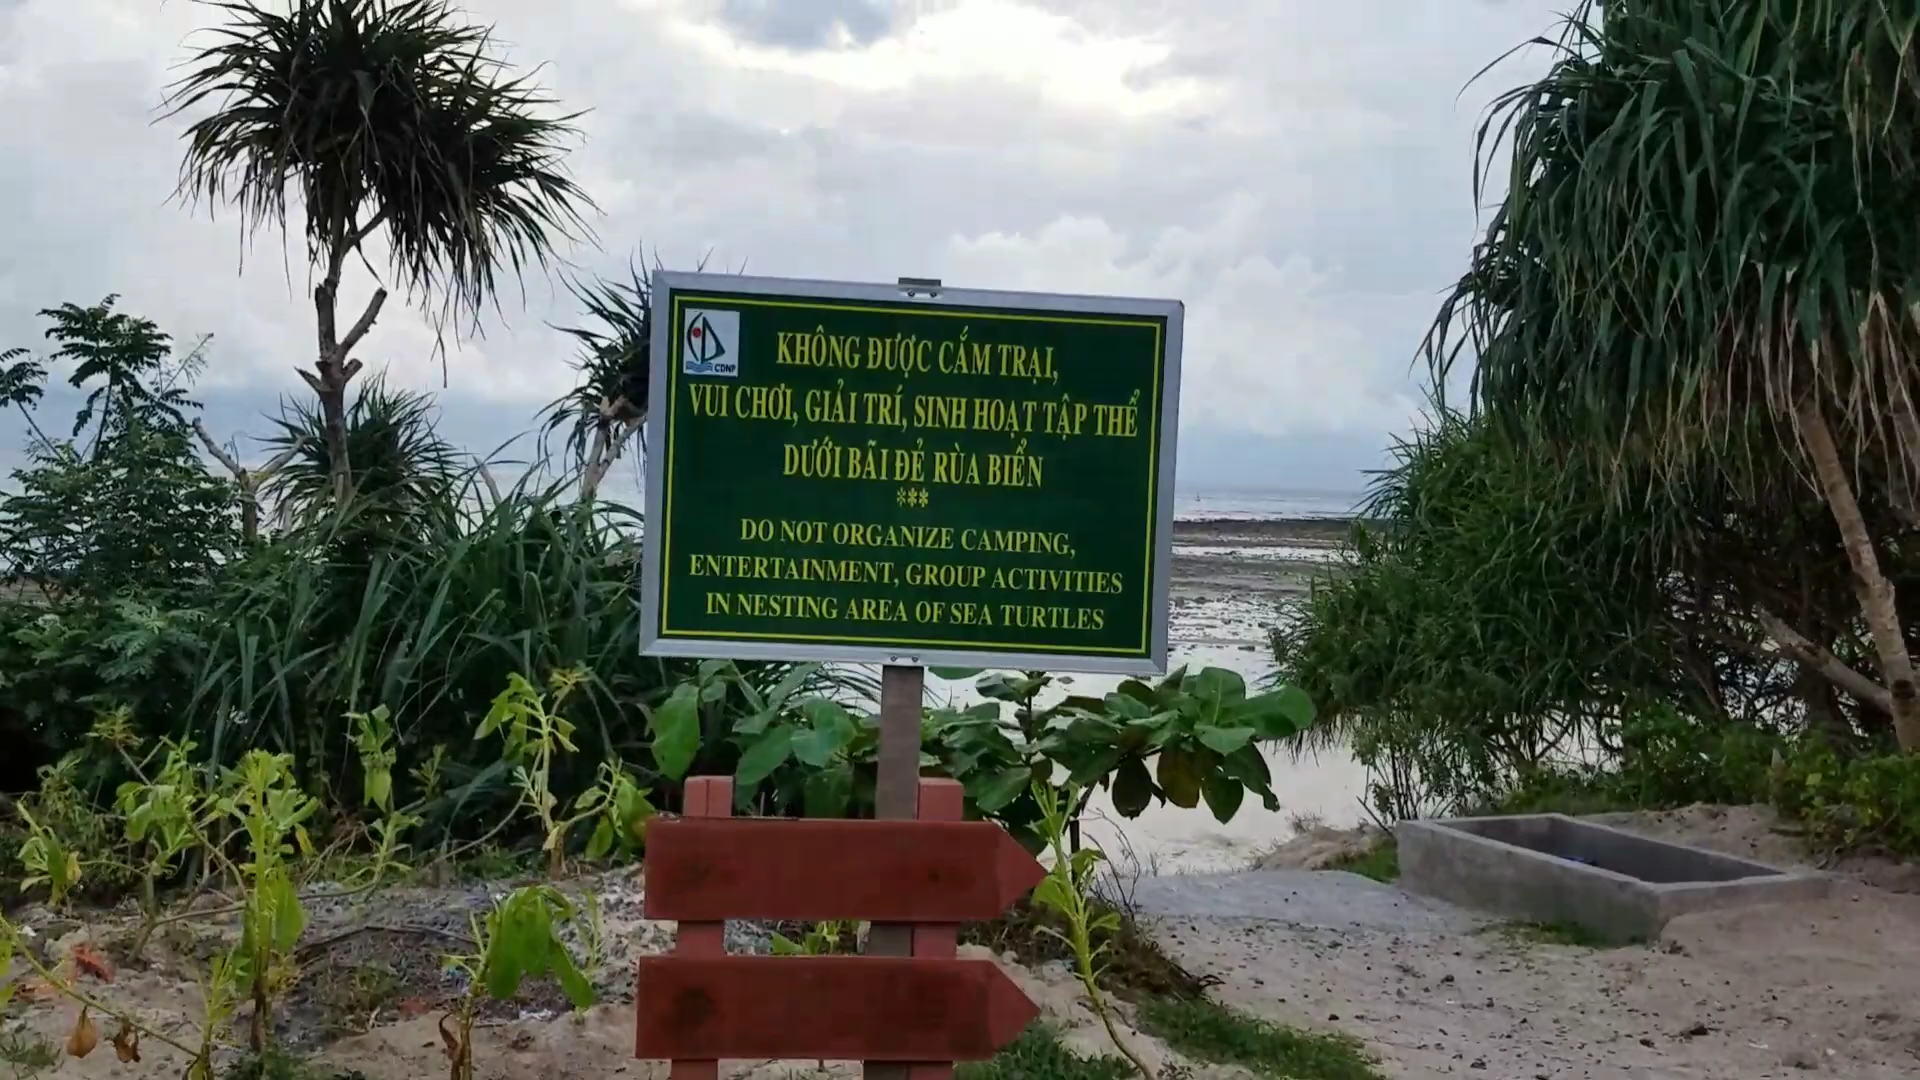 CDNP
KHÔNG ĐƯỢC CẮM TRẠI,
VUI CHƠI, GIẢI TRÍ, SINH HOẠT TẬP THỂ
DƯỚI BÃI ĐẺ RÙA BIỂN
***
DO NOT ORGANIZE CAMPING,
ENTERTAINMENT, GROUP ACTIVITIES
IN NESTING AREA OF SEA TURTLES